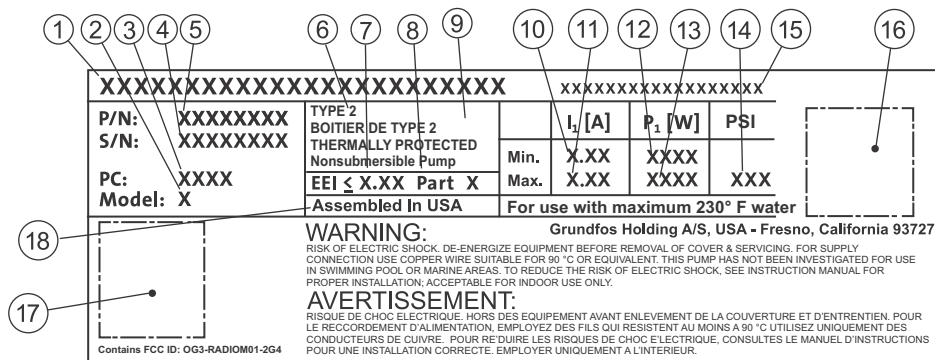 1 2 3 4 5 6 7 8 9 10 11 12 13 14 15 16
XXXXXXXXXXXXXXXXXXXXXXXX XXXXXXXXXXXXXXXXXX
P/N: XXXXXXXX
S/N: XXXXXXXX
PC: XXXX
Model: X
TYPE 2
BOITIER DE TYPE 2
THERMALLY PROTECTED
Nonsubmersible Pump
EEI ≤ X.XX Part X
Assembled In USA
I₁ [A] P₁ [W] PSI
Min. X.XX XXXX
Max. X.XX XXXX XXX
For use with maximum 230° F water
Grundfos Holding A/S, USA - Fresno, California 93727
18
17
WARNING:
RISK OF ELECTRIC SHOCK. DE-ENERGIZE EQUIPMENT BEFORE REMOVAL OF COVER & SERVICING. FOR SUPPLY
CONNECTION USE COPPER WIRE SUITABLE FOR 90 °C OR EQUIVALENT. THIS PUMP HAS NOT BEEN INVESTIGATED FOR USE
IN SWIMMING POOL OR MARINE AREAS. TO REDUCE THE RISK OF ELECTRIC SHOCK, SEE INSTRUCTION MANUAL FOR
PROPER INSTALLATION; ACCEPTABLE FOR INDOOR USE ONLY.
AVERTISSEMENT:
RISQUE DE CHOC ELECTRIQUE. HORS DES EQUIPEMENT AVANT ENLEVEMENT DE LA COUVERTURE ET D'ENTRETIEN. POUR
LE RECCORDEMENT D'ALIMENTATION, EMPLOYEZ DES FILS QUI RESISTENT AU MOINS A 90 °C UTILISEZ UNIQUEMENT DES
CONDUCTEURS DE CUIVRE. POUR RE'DUIRE LES RISQUES DE CHOC E'LECTRIQUE, CONSULTES LE MANUEL D'INSTRUCTIONS
POUR UNE INSTALLATION CORRECTE. EMPLOYER UNIQUEMENT A L'INTERIEUR.
Contains FCC ID: OG3-RADIOM01-2G4